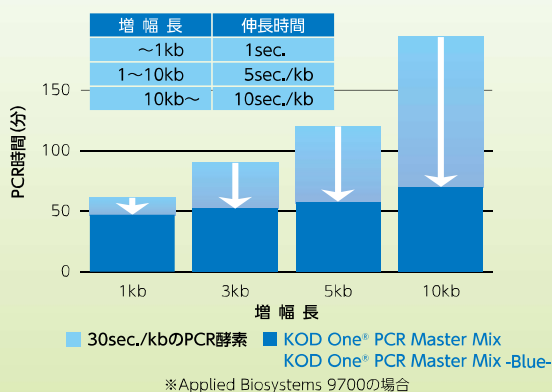 増幅長 伸長時間
～1kb 1sec.
1～10kb 5sec./kb
10kb～ 10sec./kb
PCR時間(分)
150
100
50
0
1kb 3kb 5kb 10kb
増幅長
30sec./kbのPCR酵素 KOD One® PCR Master Mix
KOD One® PCR Master Mix -Blue-
※Applied Biosystems 9700の場合